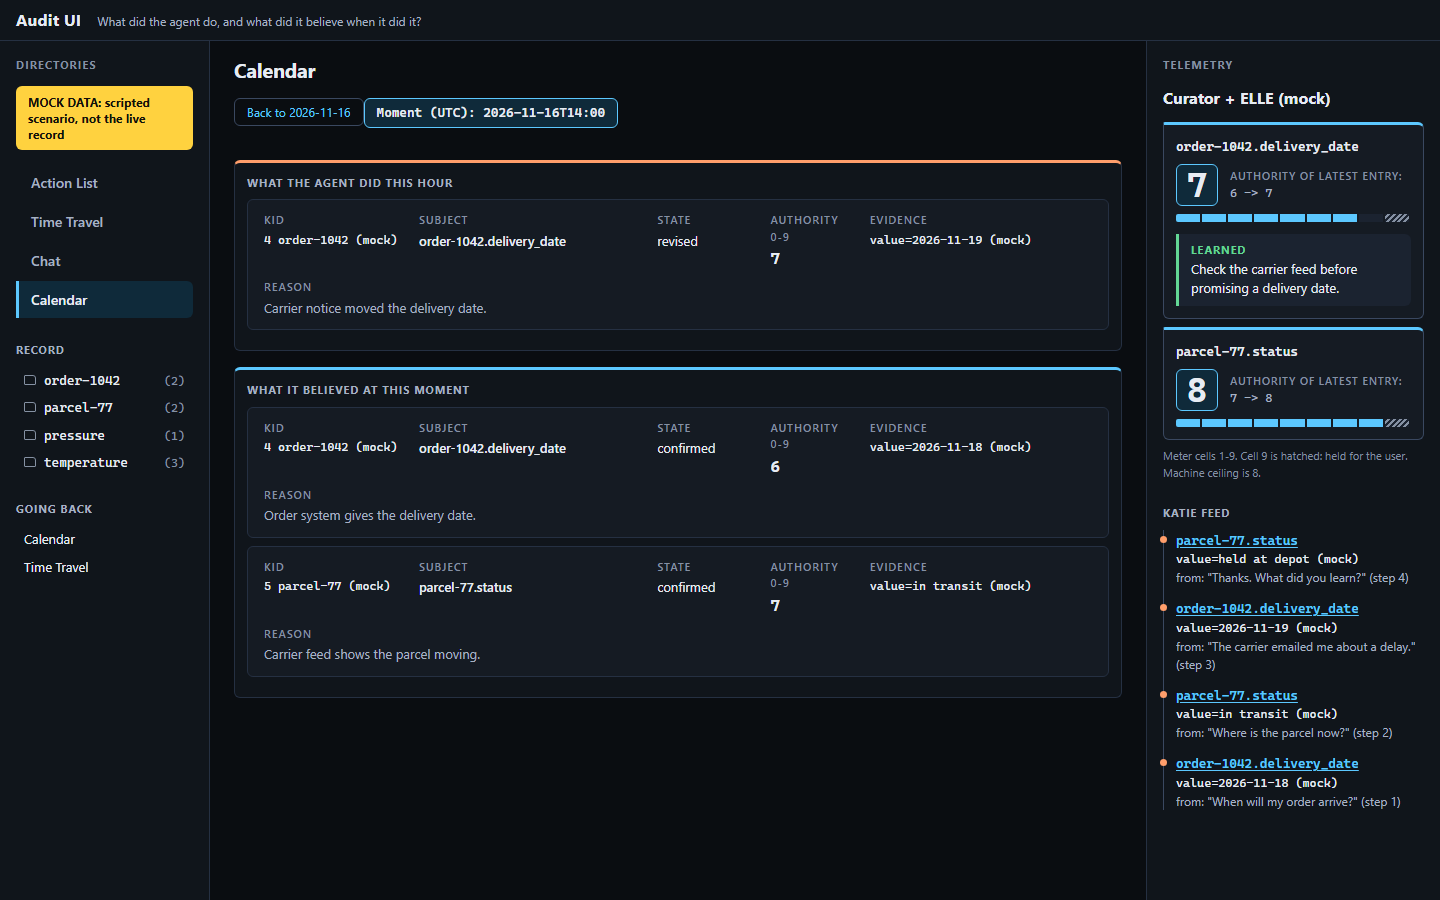 Audit UI What did the agent do, and what did it believe when it did it?
DIRECTORIES
MOCK DATA: scripted
scenario, not the live
record
Action List
Time Travel
Chat
Calendar
RECORD
order-1042 (2)
parcel-77 (2)
pressure (1)
temperature (3)
GOING BACK
Calendar
Time Travel
Calendar
Back to 2026-11-16 Moment (UTC): 2026-11-16T14:00
WHAT THE AGENT DID THIS HOUR
KID SUBJECT STATE AUTHORITY EVIDENCE
4 order-1042 (mock) order-1042.delivery_date revised 0-9 value=2026-11-19 (mock)
7
REASON
Carrier notice moved the delivery date.
WHAT IT BELIEVED AT THIS MOMENT
KID SUBJECT STATE AUTHORITY EVIDENCE
4 order-1042 (mock) order-1042.delivery_date confirmed 0-9 value=2026-11-18 (mock)
6
REASON
Order system gives the delivery date.
KID SUBJECT STATE AUTHORITY EVIDENCE
5 parcel-77 (mock) parcel-77.status confirmed 0-9 value=in transit (mock)
7
REASON
Carrier feed shows the parcel moving.
TELEMETRY
Curator + ELLE (mock)
order-1042.delivery_date
7 AUTHORITY OF LATEST ENTRY:
6 -> 7
LEARNED
Check the carrier feed before
promising a delivery date.
parcel-77.status
8 AUTHORITY OF LATEST ENTRY:
7 -> 8
Meter cells 1-9. Cell 9 is hatched: held for the user.
Machine ceiling is 8.
KATIE FEED
parcel-77.status
value=held at depot (mock)
from: "Thanks. What did you learn?" (step 4)
order-1042.delivery_date
value=2026-11-19 (mock)
from: "The carrier emailed me about a delay."
(step 3)
parcel-77.status
value=in transit (mock)
from: "Where is the parcel now?" (step 2)
order-1042.delivery_date
value=2026-11-18 (mock)
from: "When will my order arrive?" (step 1)